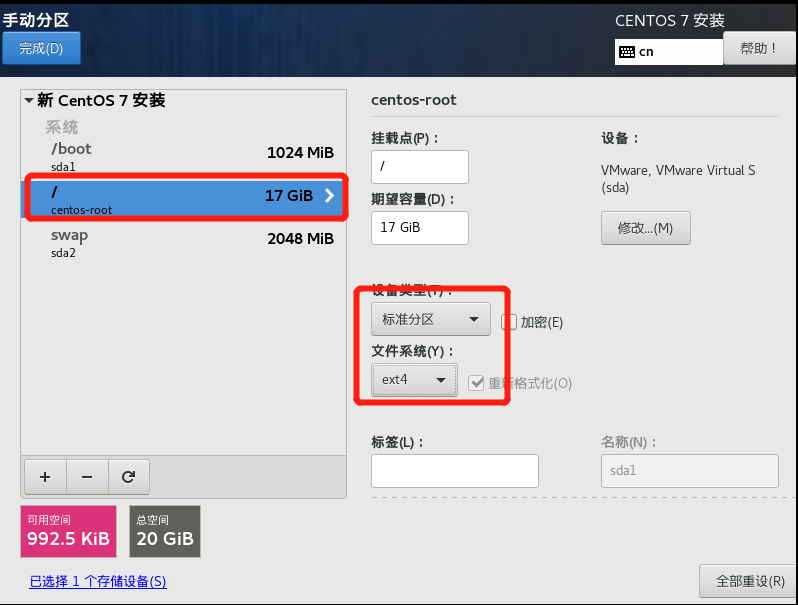 手动分区
CENTOS 7 安装
完成(D)
cn
帮助！
新 CentOS 7 安装
系统
/boot
1024 MiB
sda1
/
17 GiB
centos-root
swap
2048 MiB
sda2
centos-root
挂载点(P)：
/
期望容量(D)：
17 GiB
设备：
VMware, VMware Virtual S
(sda)
修改...(M)
设备类型(T)：
标准分区
加密(E)
文件系统(Y)：
ext4
重新格式化(O)
标签(L)：
名称(N)：
sda1
可用空间
992.5 KiB
总空间
20 GiB
已选择 1 个存储设备(S)
全部重设(R)